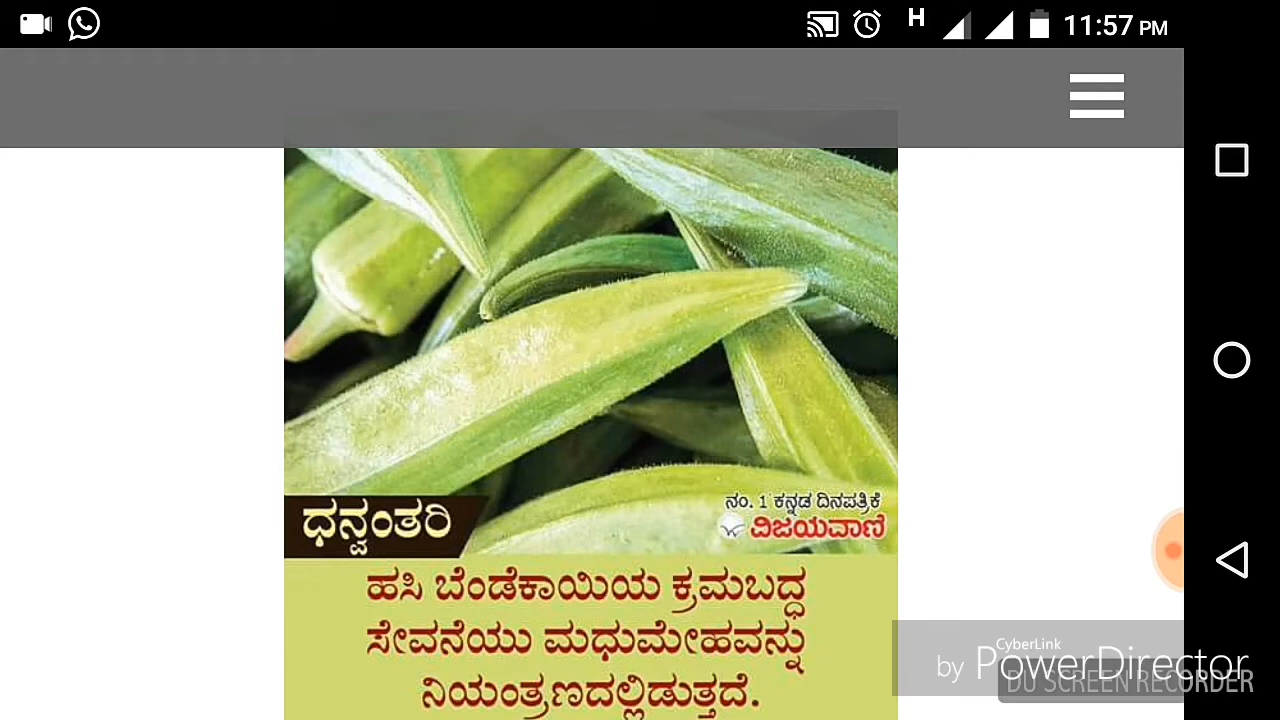 H 11:57 PM
ಧನ್ವಂತರಿ
ನಂ. 1 ಕನ್ನಡ ದಿನಪತ್ರಿಕೆ
ವಿಜಯವಾಣಿ
ಹಸಿ ಬೆಂಡೆಕಾಯಿಯ ಕ್ರಮಬದ್ಧ
ಸೇವನೆಯು ಮಧುಮೇಹವನ್ನು
ನಿಯಂತ್ರಣದಲ್ಲಿಡುತ್ತದೆ.
CyberLink
by PowerDirector
DU SCREEN RECORDER